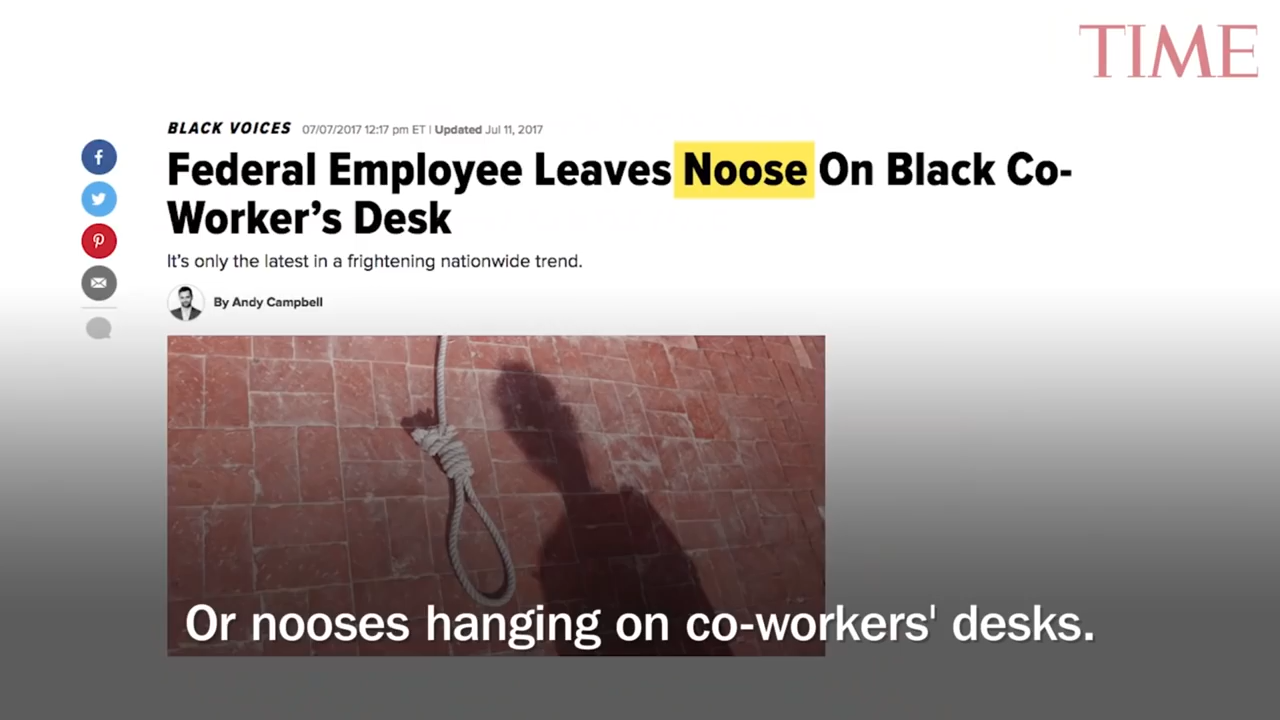 TIME
BLACK VOICES 07/07/2017 12:17 pm ET | Updated Jul 11, 2017
Federal Employee Leaves Noose On Black Co-
Worker’s Desk
It’s only the latest in a frightening nationwide trend.
By Andy Campbell
Or nooses hanging on co-workers' desks.